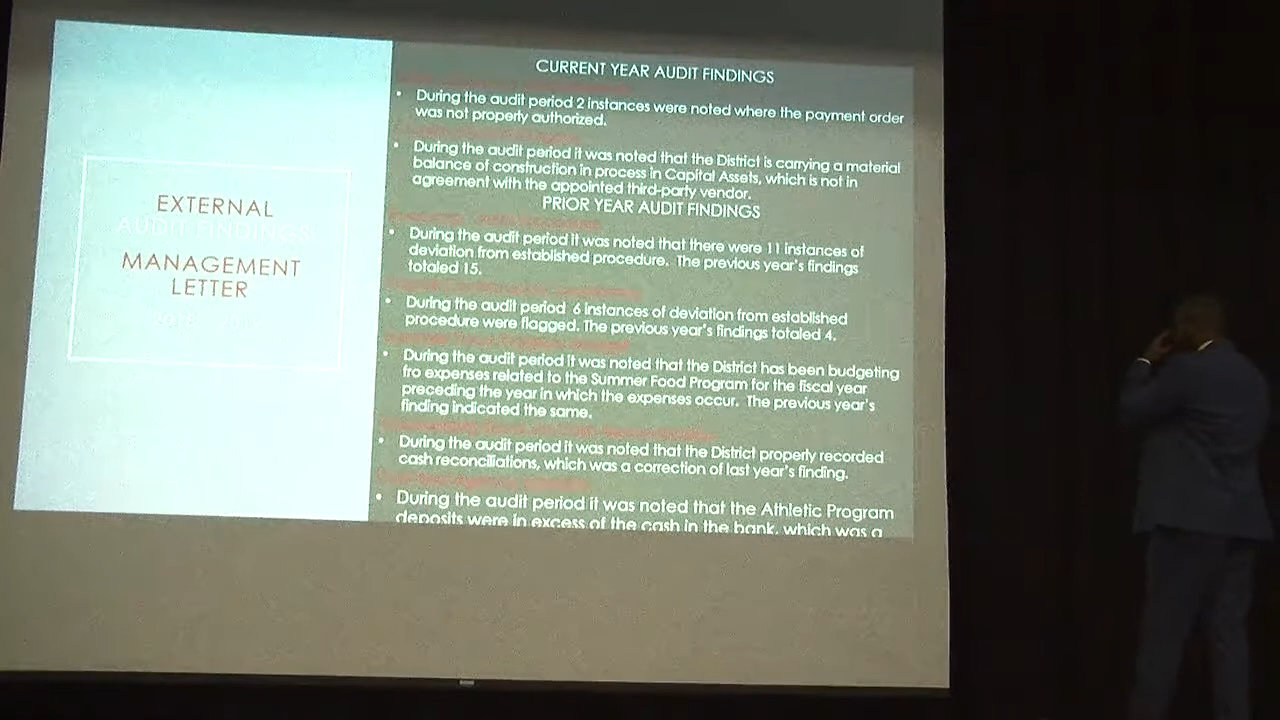 EXTERNAL
AUDIT FINDINGS
MANAGEMENT
LETTER
CURRENT YEAR AUDIT FINDINGS
• During the audit period 2 instances were noted where the payment order
was not properly authorized.
• During the audit period it was noted that the District is carrying a material
balance of construction in process in Capital Assets, which is not in
agreement with the appointed third-party vendor.
PRIOR YEAR AUDIT FINDINGS
• During the audit period it was noted that there were 11 instances of
deviation from established procedure. The previous year's findings
totaled 15.
• During the audit period 6 instances of deviation from established
procedure were flagged. The previous year's findings totaled 4.
• During the audit period it was noted that the District has been budgeting
fro expenses related to the Summer Food Program for the fiscal year
preceding the year in which the expenses occur. The previous year's
finding indicated the same.
• During the audit period it was noted that the District properly recorded
cash reconciliations, which was a correction of last year's finding.
• During the audit period it was noted that the Athletic Program
deposits were in excess of the cash in the bank, which was a